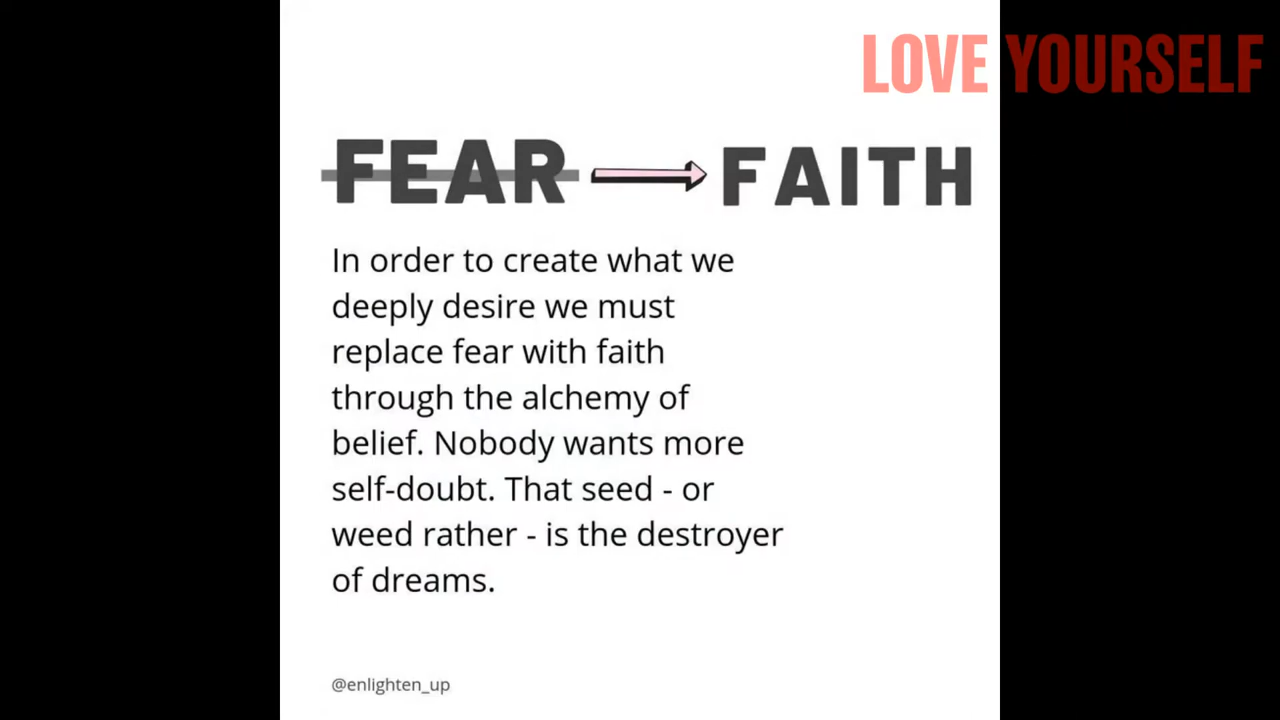 LOVE YOURSELF
FEAR FAITH
In order to create what we
deeply desire we must
replace fear with faith
through the alchemy of
belief. Nobody wants more
self-doubt. That seed - or
weed rather - is the destroyer
of dreams.
@enlighten_up